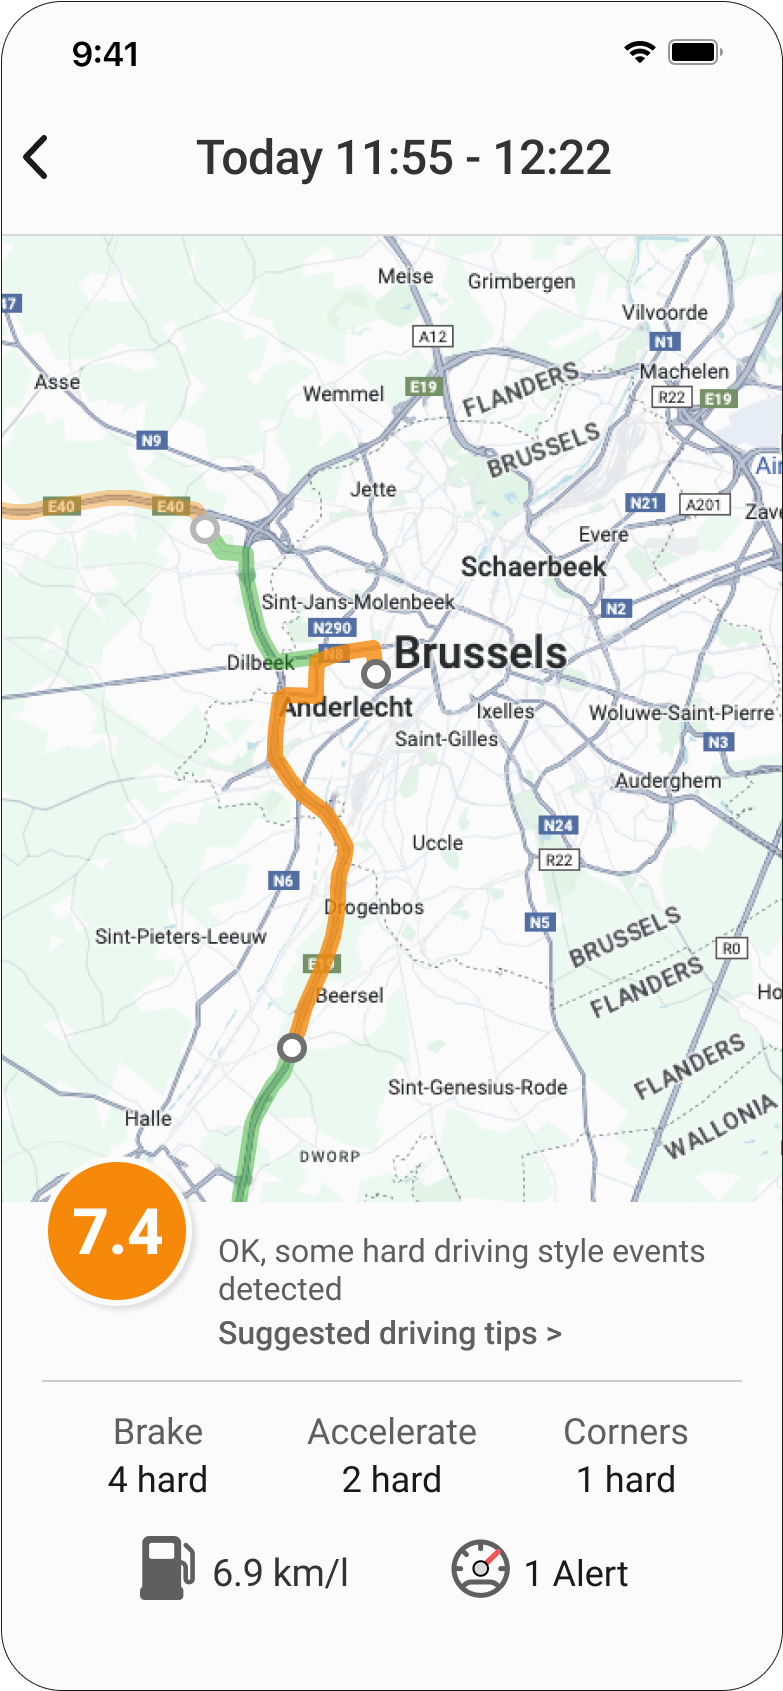 9:41
Today 11:55 - 12:22
Meise
Grimbergen
Vilvoorde
47
A12
N1
Asse
Wemmel
E19
FLANDERS
Machelen
R22
E19
N9
BRUSSELS
Jette
E40
E40
N21
A201
Evere
Schaerbeek
Sint-Jans-Molenbeek
N2
N290
N8
Brussels
Dilbeek
Anderlecht
Ixelles
Woluwe-Saint-Pierre
Saint-Gilles
N3
Auderghem
N24
Uccle
R22
N6
Drogenbos
N5
BRUSSELS
Sint-Pieters-Leeuw
R0
E19
FLANDERS
Beersel
FLANDERS
Sint-Genesius-Rode
Halle
WALLONIA
DWORP
7.4
OK, some hard driving style events
detected
Suggested driving tips >
Brake
Accelerate
Corners
4 hard
2 hard
1 hard
6.9 km/l
1 Alert